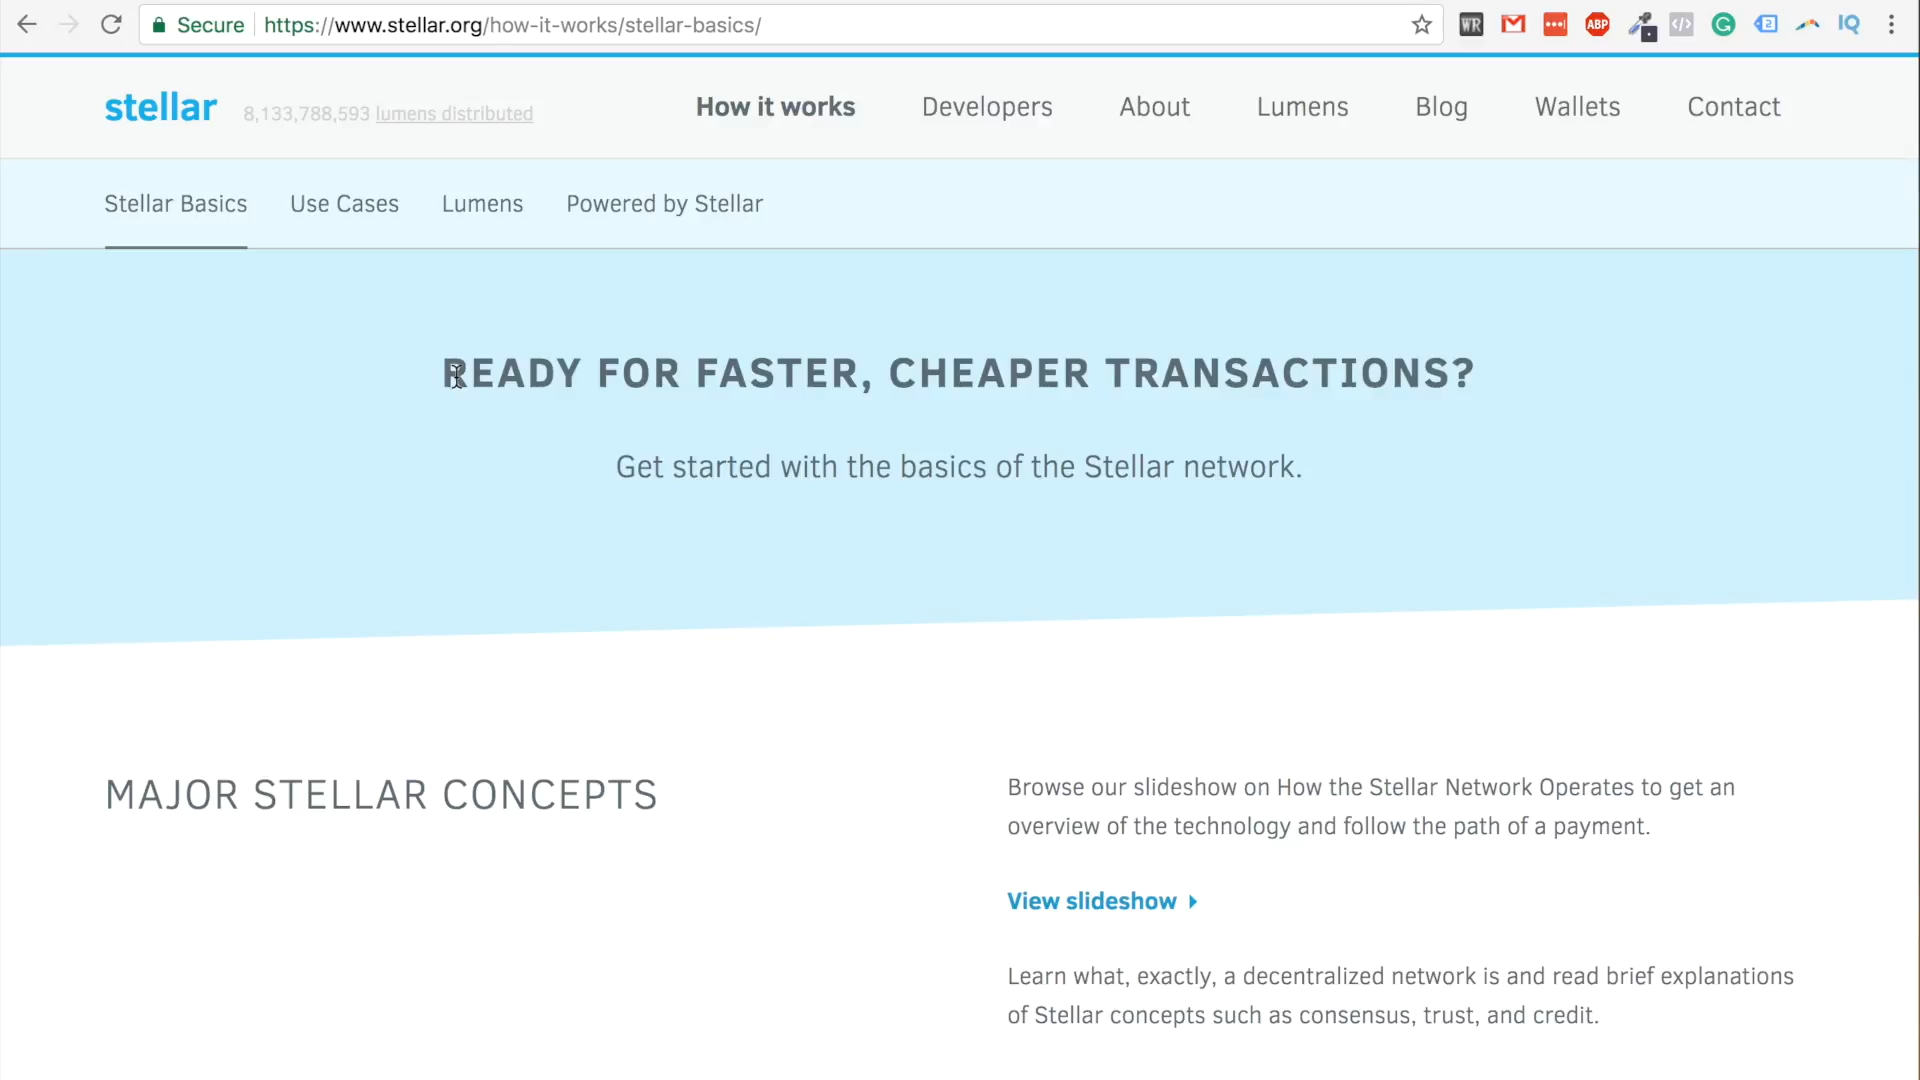 Secure https://www.stellar.org/how-it-works/stellar-basics/
WR ABP 2 IQ
stellar 8,133,788,593 lumens distributed How it works Developers About Lumens Blog Wallets Contact
Stellar Basics Use Cases Lumens Powered by Stellar
READY FOR FASTER, CHEAPER TRANSACTIONS?
Get started with the basics of the Stellar network.
MAJOR STELLAR CONCEPTS
Browse our slideshow on How the Stellar Network Operates to get an
overview of the technology and follow the path of a payment.
View slideshow
Learn what, exactly, a decentralized network is and read brief explanations
of Stellar concepts such as consensus, trust, and credit.